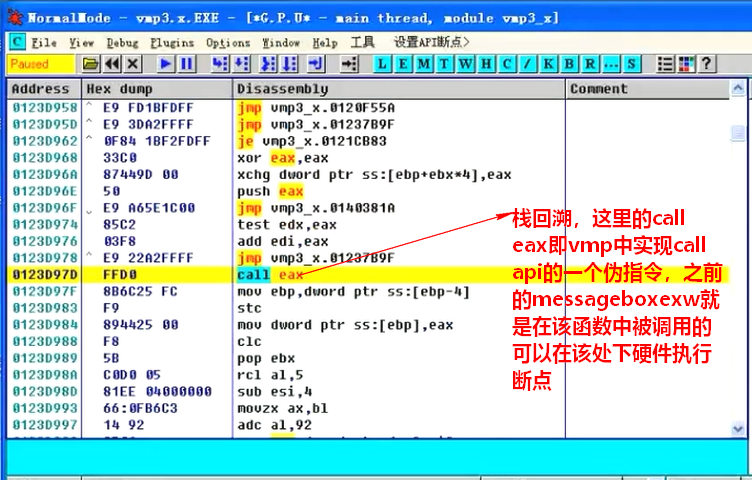 NormalMode - vmp3.x.EXE - [*G.P.U* - main thread, module vmp3_x]
C File View Debug Plugins Options Window Help 工具 设置API断点>
Paused L E M T W H C / K B R ... S ?
Address Hex dump Disassembly Comment
0123D958 ^ E9 FD1BFDFF jmp vmp3_x.0120F55A
0123D95D ^ E9 3DA2FFFF jmp vmp3_x.01237B9F
0123D962 ^ 0F84 1BF2FDFF je vmp3_x.0121CB83
0123D968 33C0 xor eax,eax
0123D96A 87449D 00 xchg dword ptr ss:[ebp+ebx*4],eax
0123D96E 50 push eax
0123D96F ⌄ E9 A65E1C00 jmp vmp3_x.0140381A
0123D974 85C2 test edx,eax
0123D976 03F8 add edi,eax
0123D978 ^ E9 22A2FFFF jmp vmp3_x.01237B9F
0123D97D FFD0 call eax
0123D97F 8B6C25 FC mov ebp,dword ptr ss:[ebp-4]
0123D983 F9 stc
0123D984 894425 00 mov dword ptr ss:[ebp],eax
0123D988 F8 clc
0123D989 5B pop ebx
0123D98A C0D0 05 rcl al,5
0123D98D 81EE 04000000 sub esi,4
0123D993 66:0FB6C3 movzx ax,bl
0123D997 14 92 adc al,92
栈回溯，这里的call
eax即vmp中实现call
api的一个伪指令，之前
的messageboxexw就
是在该函数中被调用的
可以在该处下硬件执行
断点